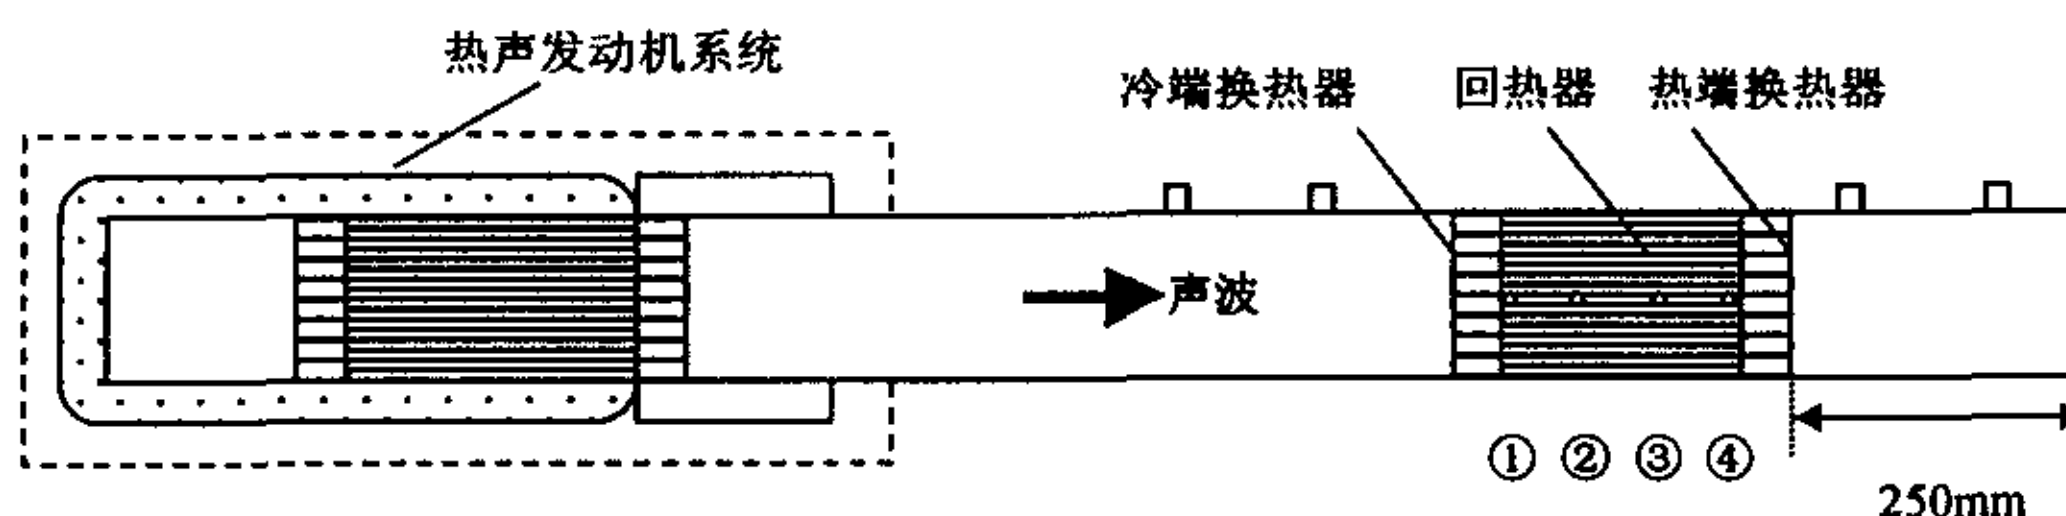 热声发动机系统
冷端换热器
回热器
热端换热器
声波
① ② ③ ④
250mm